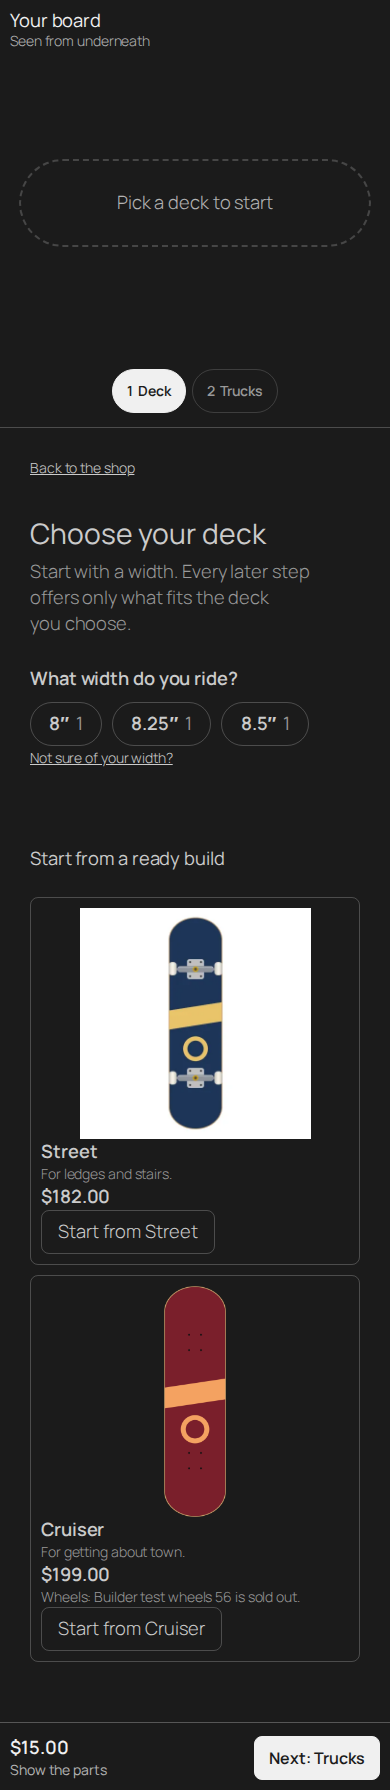 Your board
Seen from underneath
Pick a deck to start
1 Deck
2 Trucks
Back to the shop
Choose your deck
Start with a width. Every later step
offers only what fits the deck
you choose.
What width do you ride?
8″ 1
8.25″ 1
8.5″ 1
Not sure of your width?
Start from a ready build
Street
For ledges and stairs.
$182.00
Start from Street
Cruiser
For getting about town.
$199.00
Wheels: Builder test wheels 56 is sold out.
Start from Cruiser
$15.00
Show the parts
Next: Trucks